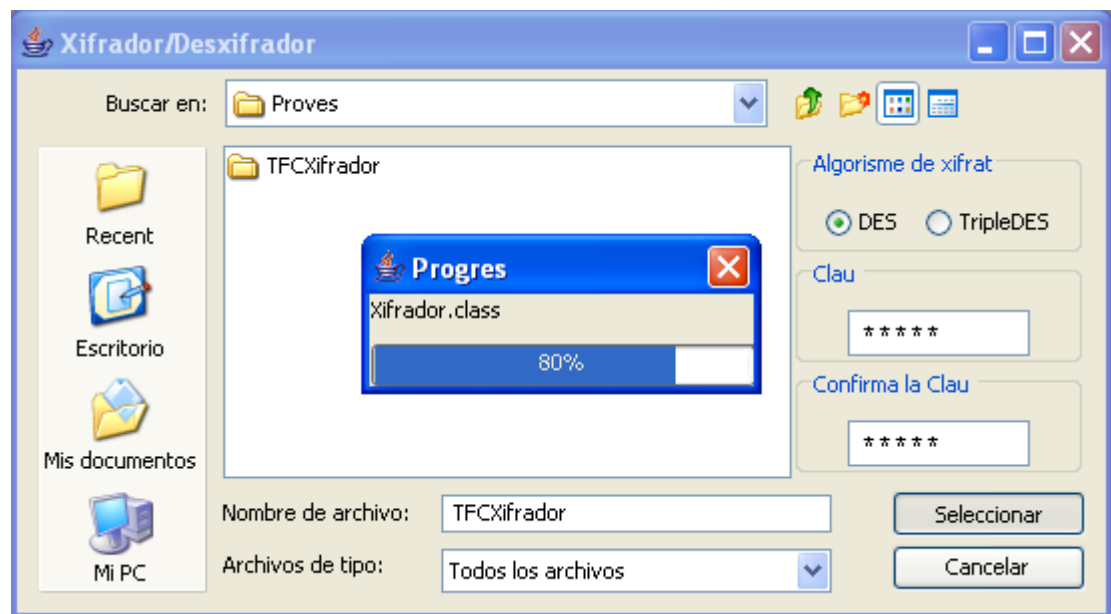 Xifrador/Desxifrador
Buscar en:
Proves
TFCXifrador
Recent
Escritorio
Mis documentos
Mi PC
Progres
Xifrador.class
80%
Algorisme de xifrat
DES
TripleDES
Clau
*****
Confirma la Clau
*****
Nombre de archivo:
TFCXifrador
Seleccionar
Archivos de tipo:
Todos los archivos
Cancelar